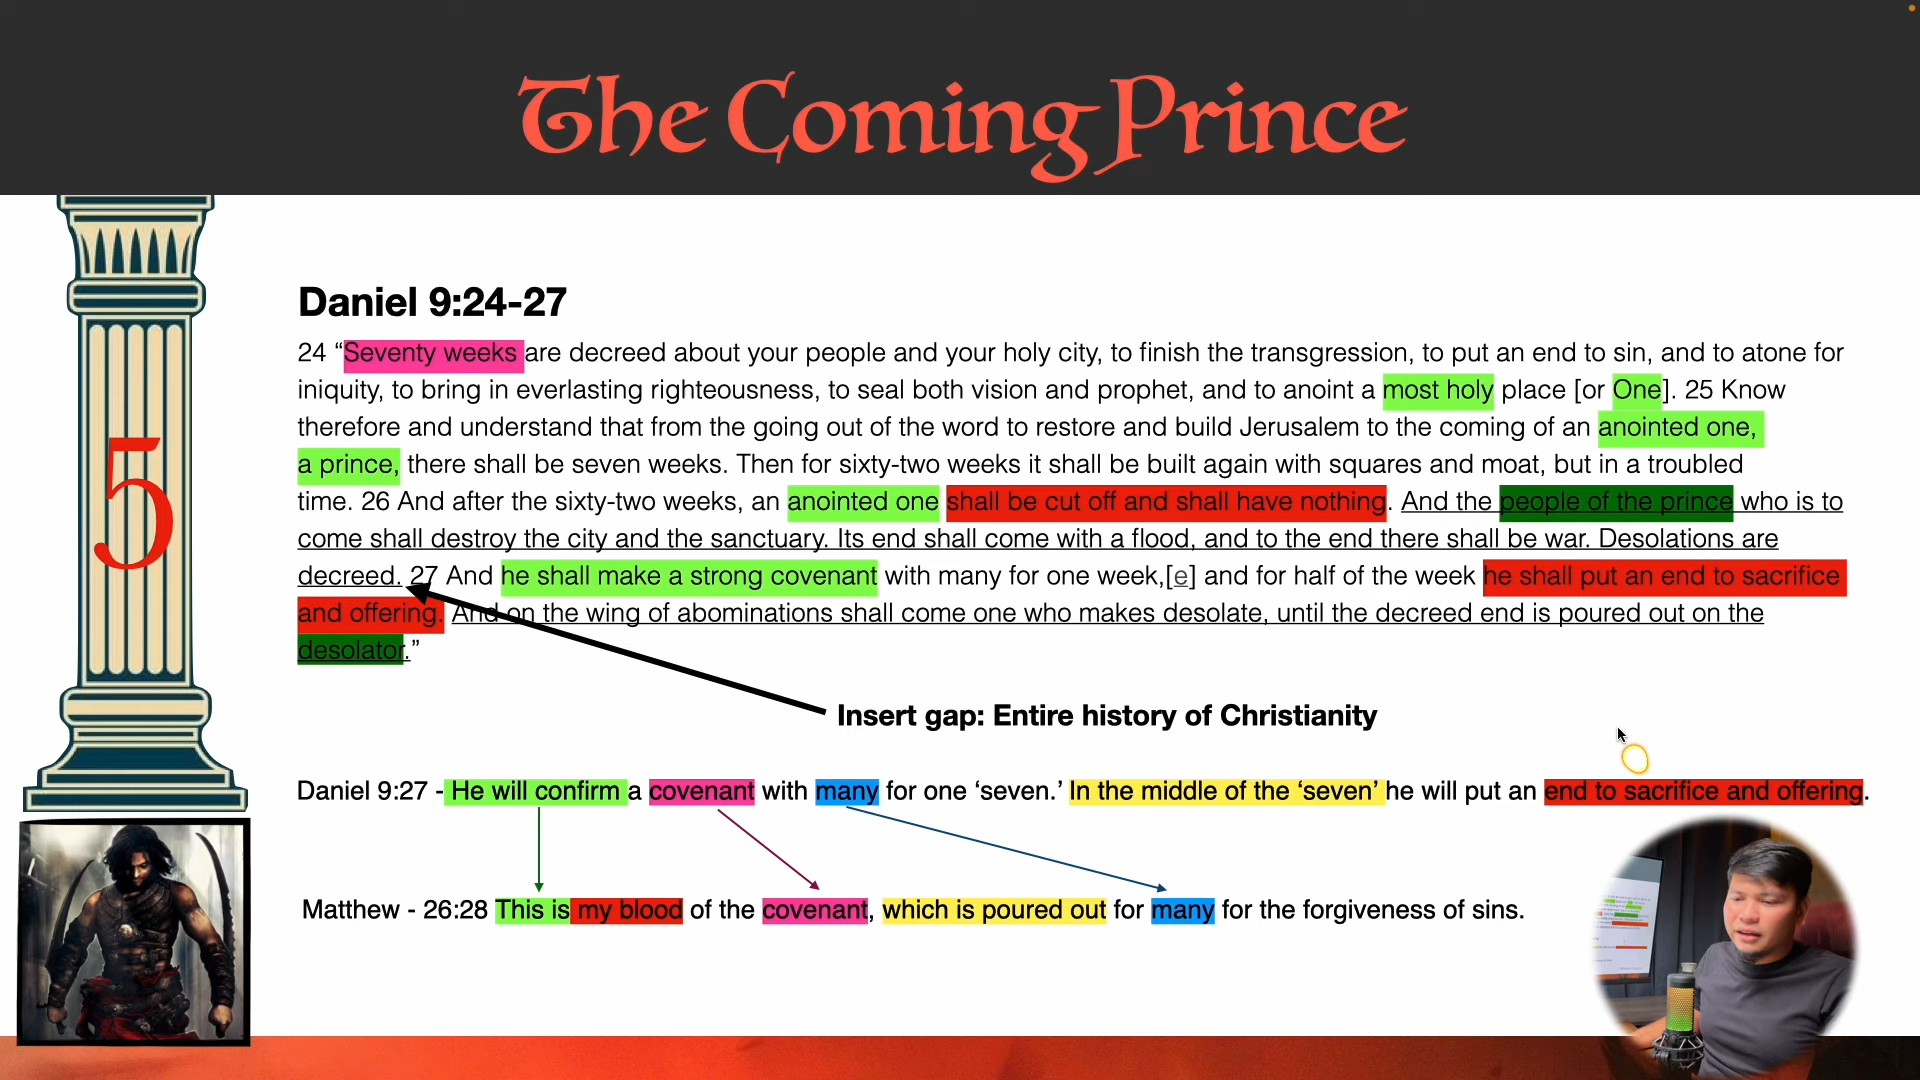 The Coming Prince
5
Daniel 9:24-27
24 “Seventy weeks are decreed about your people and your holy city, to finish the transgression, to put an end to sin, and to atone for
iniquity, to bring in everlasting righteousness, to seal both vision and prophet, and to anoint a most holy place [or One]. 25 Know
therefore and understand that from the going out of the word to restore and build Jerusalem to the coming of an anointed one,
a prince, there shall be seven weeks. Then for sixty-two weeks it shall be built again with squares and moat, but in a troubled
time. 26 And after the sixty-two weeks, an anointed one shall be cut off and shall have nothing. And the people of the prince who is to
come shall destroy the city and the sanctuary. Its end shall come with a flood, and to the end there shall be war. Desolations are
decreed. 27 And he shall make a strong covenant with many for one week,[e] and for half of the week he shall put an end to sacrifice
and offering. And on the wing of abominations shall come one who makes desolate, until the decreed end is poured out on the
desolator.”
Insert gap: Entire history of Christianity
Daniel 9:27 - He will confirm a covenant with many for one ‘seven.’ In the middle of the ‘seven’ he will put an end to sacrifice and offering.
Matthew - 26:28 This is my blood of the covenant, which is poured out for many for the forgiveness of sins.